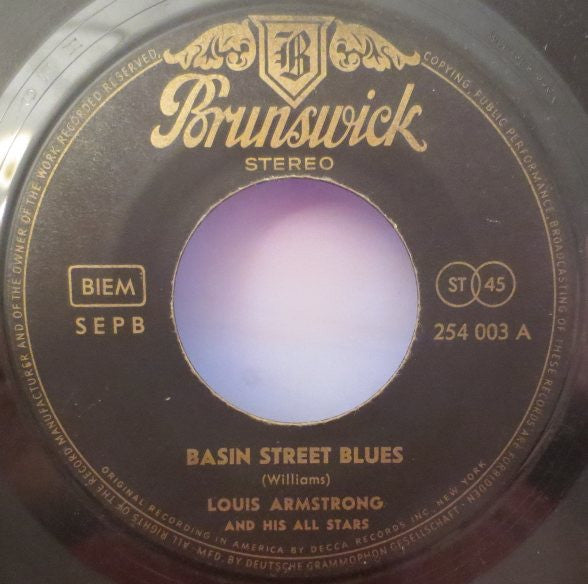 B
Brunswick
STEREO
BIEM
SEPB
ST 45
254 003 A
BASIN STREET BLUES
(Williams)
LOUIS ARMSTRONG
AND HIS ALL STARS
ORIGINAL RECORDING IN AMERICA BY DECCA RECORDS INC., NEW YORK
ALL RIGHTS OF THE RECORD MANUFACTURER AND OF THE OWNER OF THE WORK RECORDED RESERVED. COPYING, PUBLIC PERFORMANCE, BROADCASTING OF THESE RECORDS ARE FORBIDDEN · MFD. BY DEUTSCHE GRAMMOPHON GESELLSCHAFT ·